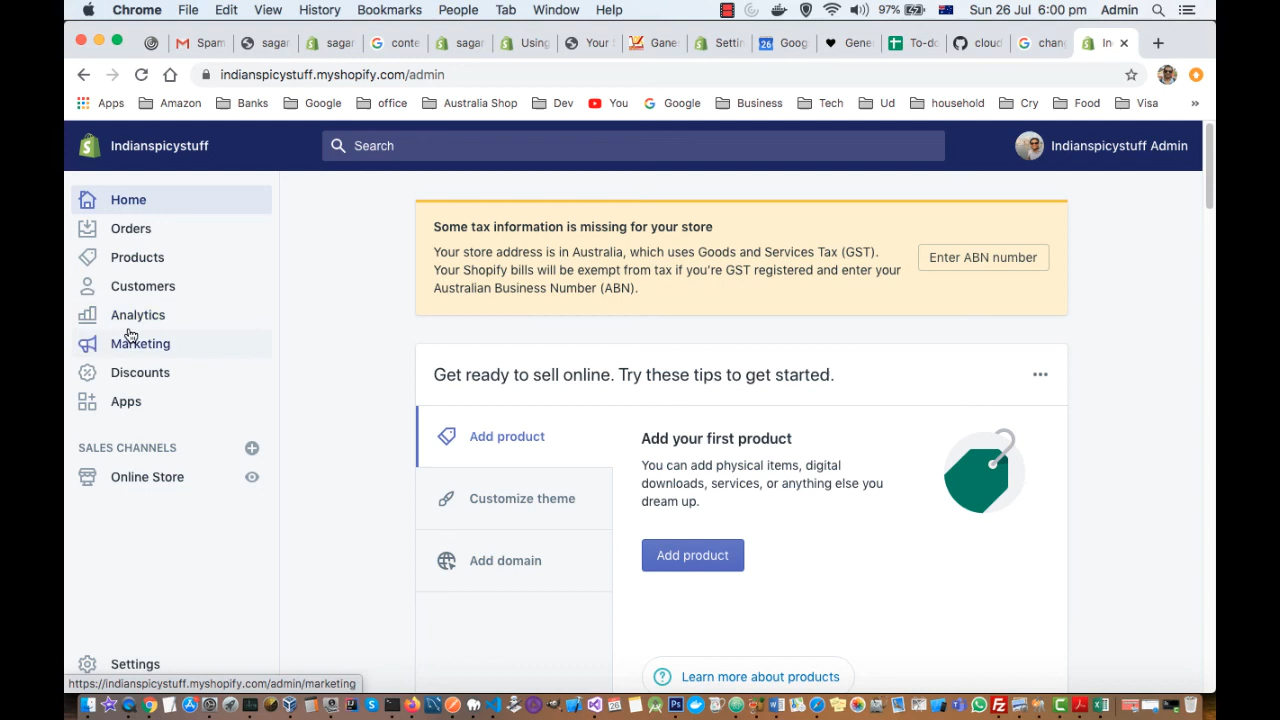 Chrome File Edit View History Bookmarks People Tab Window Help 97% Sun 26 Jul 6:00 pm Admin
Spam sagar sagar conte sagar Using Your Gane Settin 26 Goog Gene To-d cloud chan In
indianspicystuff.myshopify.com/admin
Apps Amazon Banks Google office Australia Shop Dev You Google Business Tech Ud household Cry Food Visa »
Indianspicystuff Search Indianspicystuff Admin
Home
Orders
Products
Customers
Analytics
Marketing
Discounts
Apps
SALES CHANNELS
Online Store
Settings
https://indianspicystuff.myshopify.com/admin/marketing
Some tax information is missing for your store
Your store address is in Australia, which uses Goods and Services Tax (GST).
Your Shopify bills will be exempt from tax if you're GST registered and enter your
Australian Business Number (ABN).
Enter ABN number
Get ready to sell online. Try these tips to get started.
Add product
Customize theme
Add domain
Add your first product
You can add physical items, digital
downloads, services, or anything else you
dream up.
Add product
Learn more about products